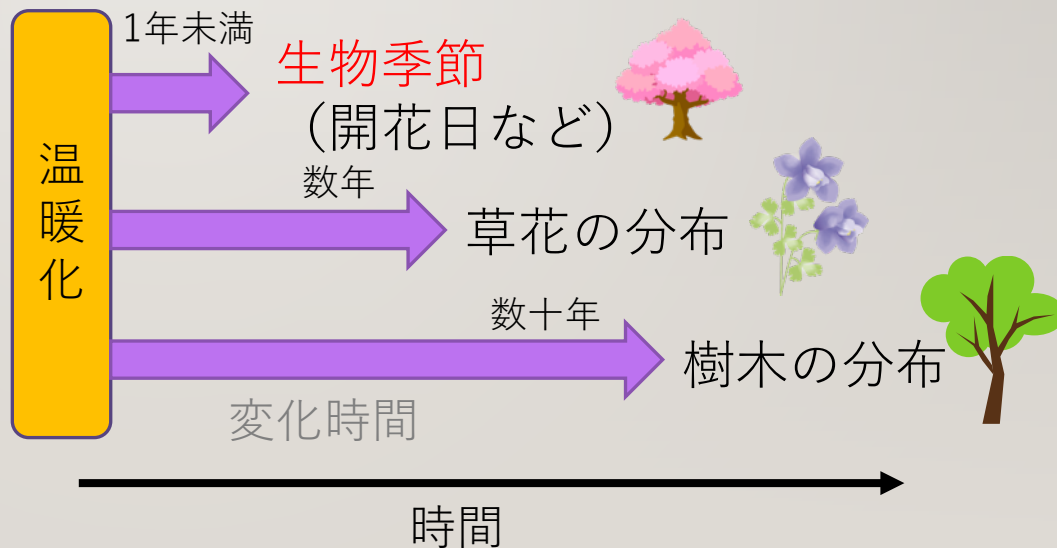 温暖化
1年未満
生物季節
（開花日など）
数年
草花の分布
数十年
樹木の分布
変化時間
時間